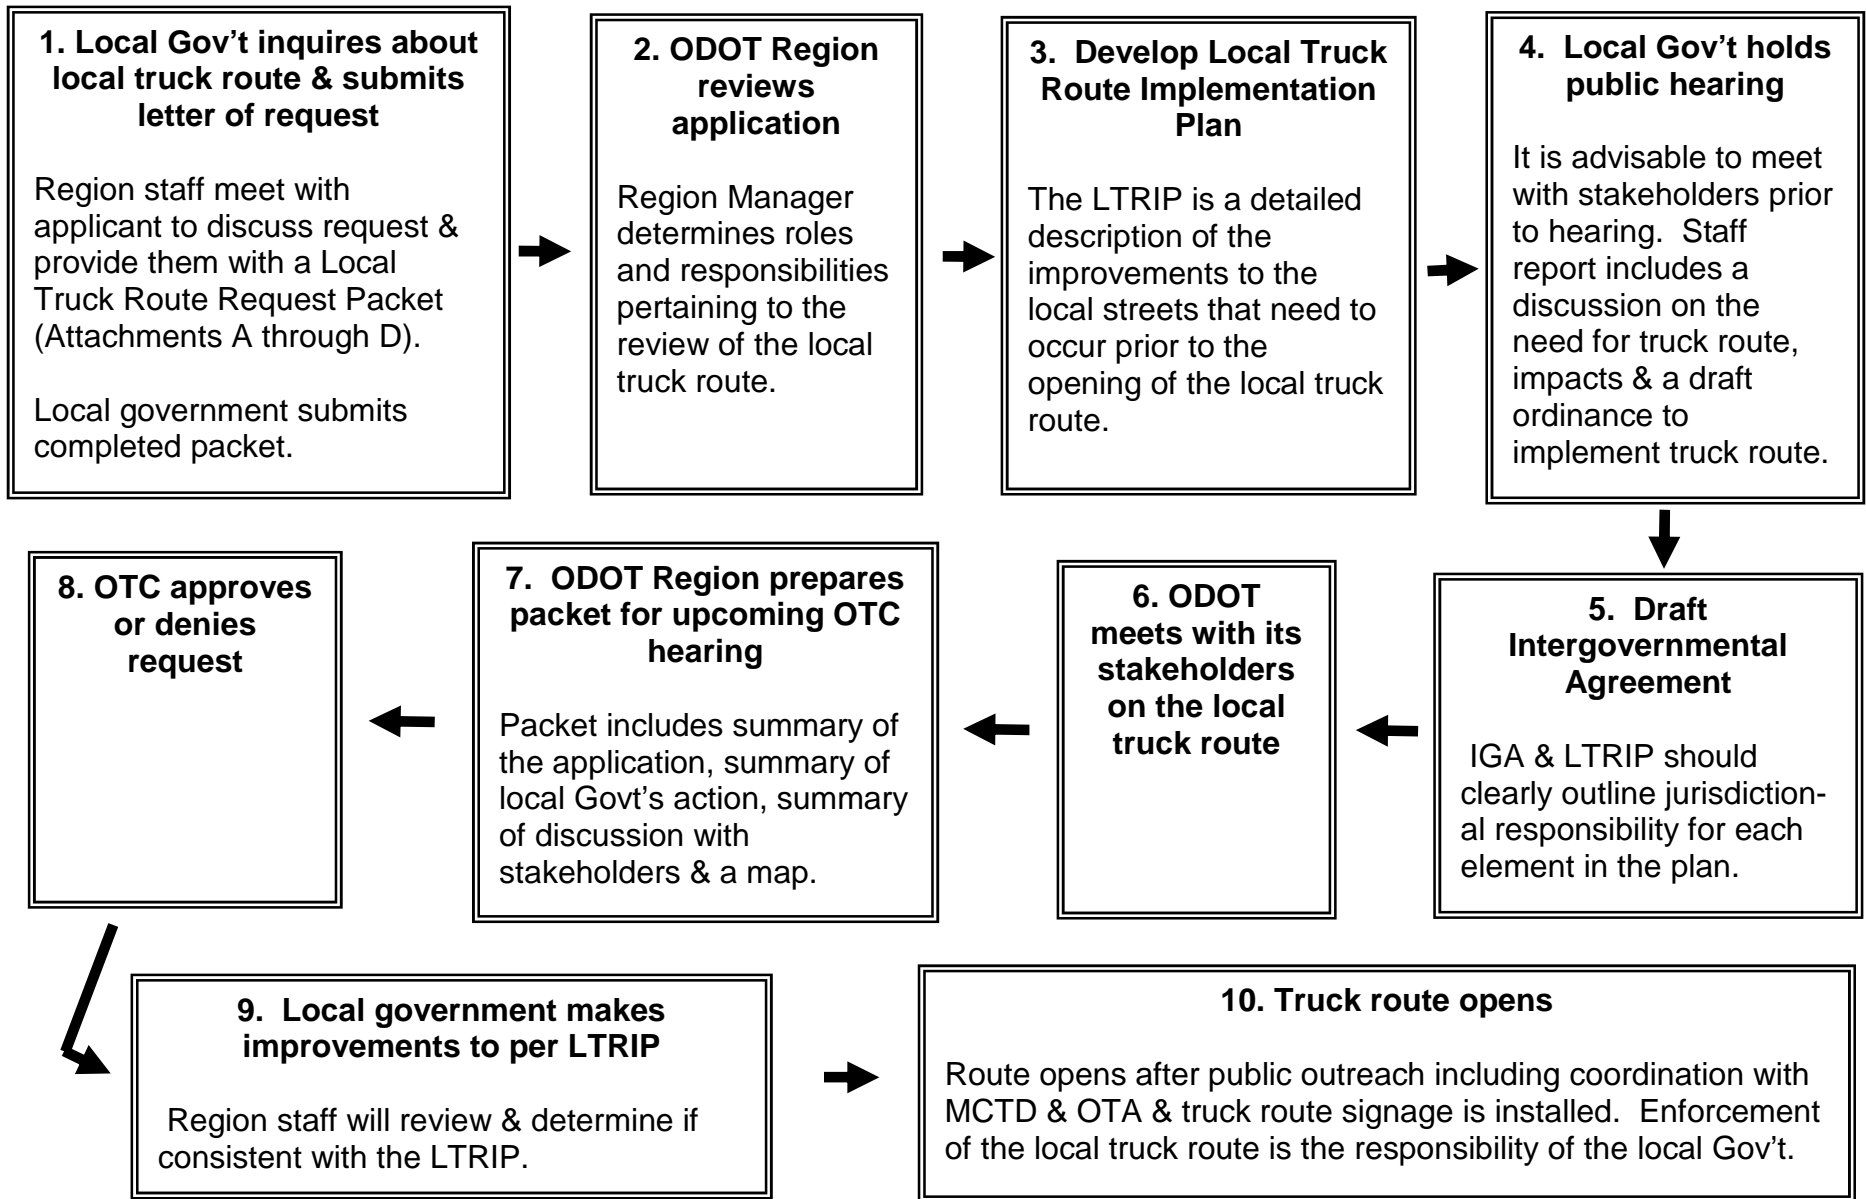 1. Local Gov’t inquires about
local truck route & submits
letter of request
Region staff meet with
applicant to discuss request &
provide them with a Local
Truck Route Request Packet
(Attachments A through D).
Local government submits
completed packet.
2. ODOT Region
reviews
application
Region Manager
determines roles
and responsibilities
pertaining to the
review of the local
truck route.
3. Develop Local Truck
Route Implementation
Plan
The LTRIP is a detailed
description of the
improvements to the
local streets that need to
occur prior to the
opening of the local truck
route.
4. Local Gov’t holds
public hearing
It is advisable to meet
with stakeholders prior
to hearing. Staff
report includes a
discussion on the
need for truck route,
impacts & a draft
ordinance to
implement truck route.
5. Draft
Intergovernmental
Agreement
IGA & LTRIP should
clearly outline jurisdiction-
al responsibility for each
element in the plan.
6. ODOT
meets with its
stakeholders
on the local
truck route
7. ODOT Region prepares
packet for upcoming OTC
hearing
Packet includes summary of
the application, summary of
local Govt’s action, summary
of discussion with
stakeholders & a map.
8. OTC approves
or denies
request
9. Local government makes
improvements to per LTRIP
Region staff will review & determine if
consistent with the LTRIP.
10. Truck route opens
Route opens after public outreach including coordination with
MCTD & OTA & truck route signage is installed. Enforcement
of the local truck route is the responsibility of the local Gov’t.